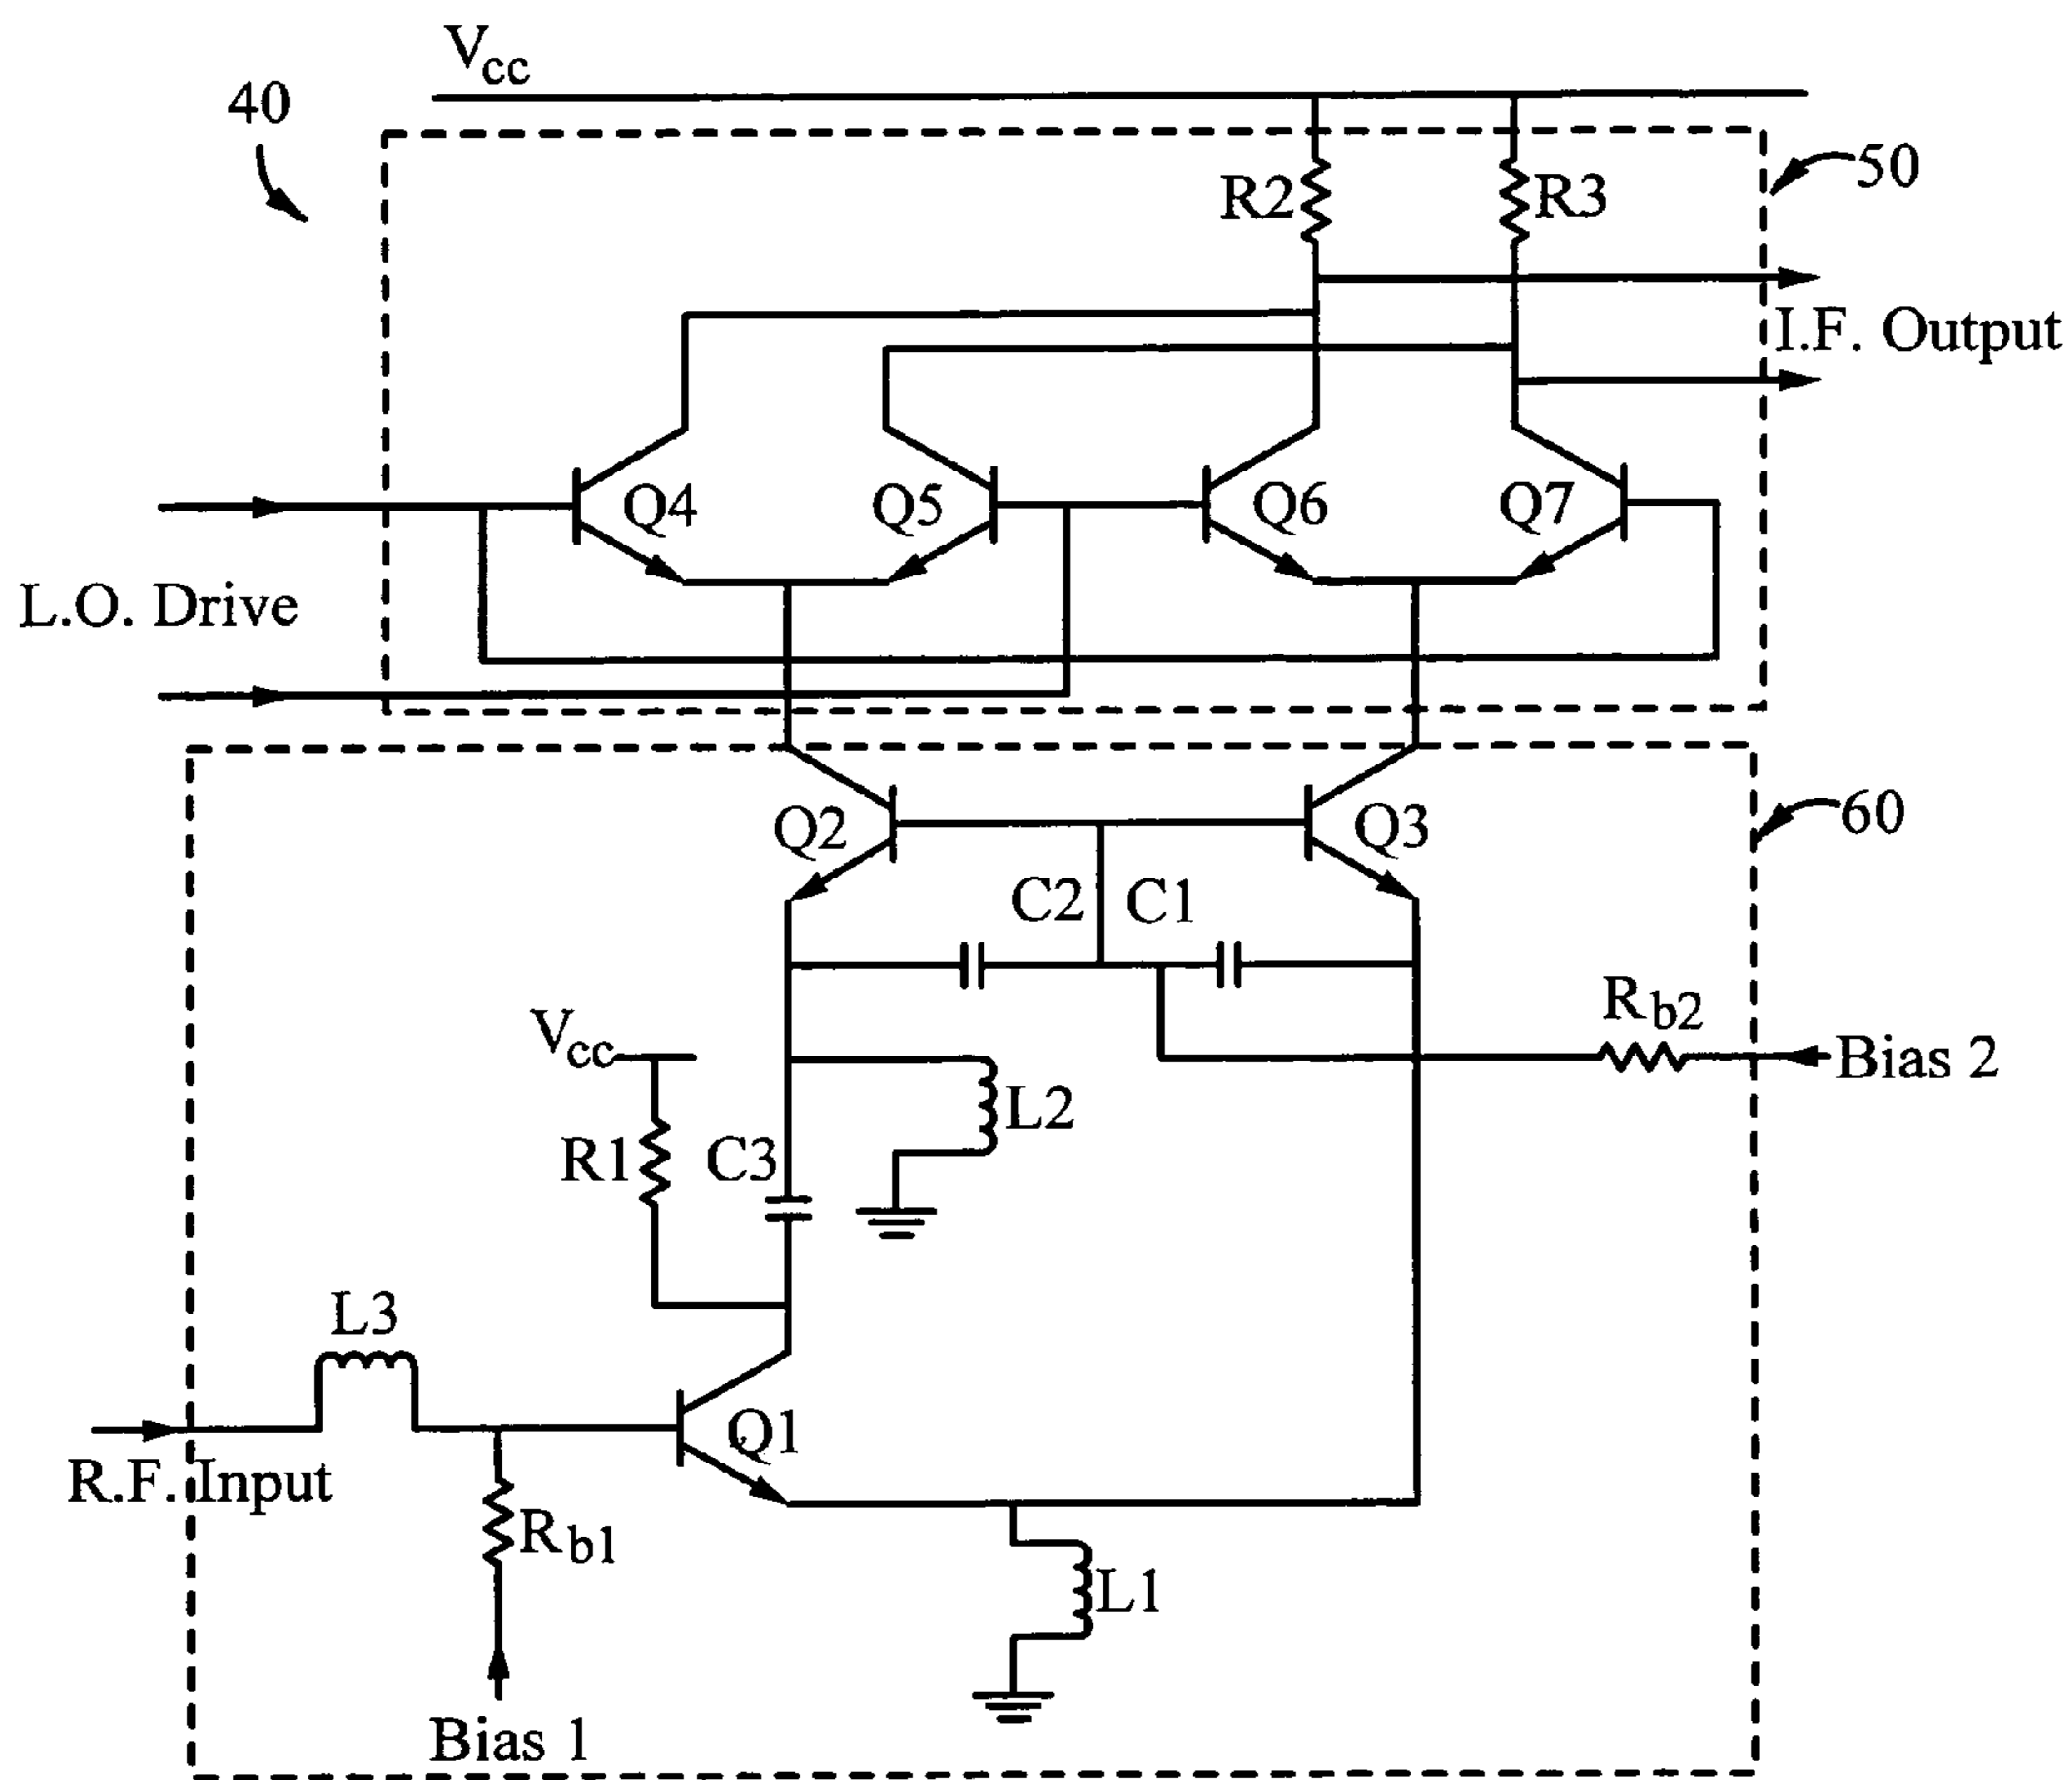 Vcc
40
50
R2
R3
I.F. Output
Q4
Q5
Q6
Q7
L.O. Drive
60
Q2
Q3
C2
C1
Rb2
Vcc
Bias 2
L2
R1
C3
L3
Q1
R.F. Input
Rb1
L1
Bias 1